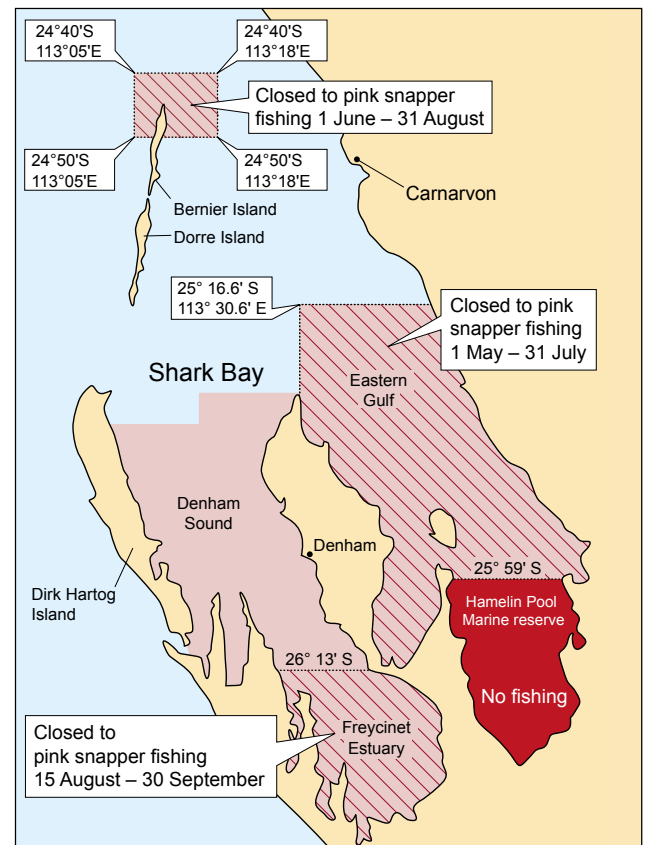 24°40'S
113°05'E
24°40'S
113°18'E
Closed to pink snapper
fishing 1 June – 31 August
24°50'S
113°05'E
24°50'S
113°18'E
Carnarvon
Bernier Island
Dorre Island
25° 16.6' S
113° 30.6' E
Closed to pink
snapper fishing
1 May – 31 July
Shark Bay
Eastern
Gulf
Denham
Sound
Denham
25° 59' S
Dirk Hartog
Island
Hamelin Pool
Marine reserve
26° 13' S
No fishing
Closed to
pink snapper fishing
15 August – 30 September
Freycinet
Estuary